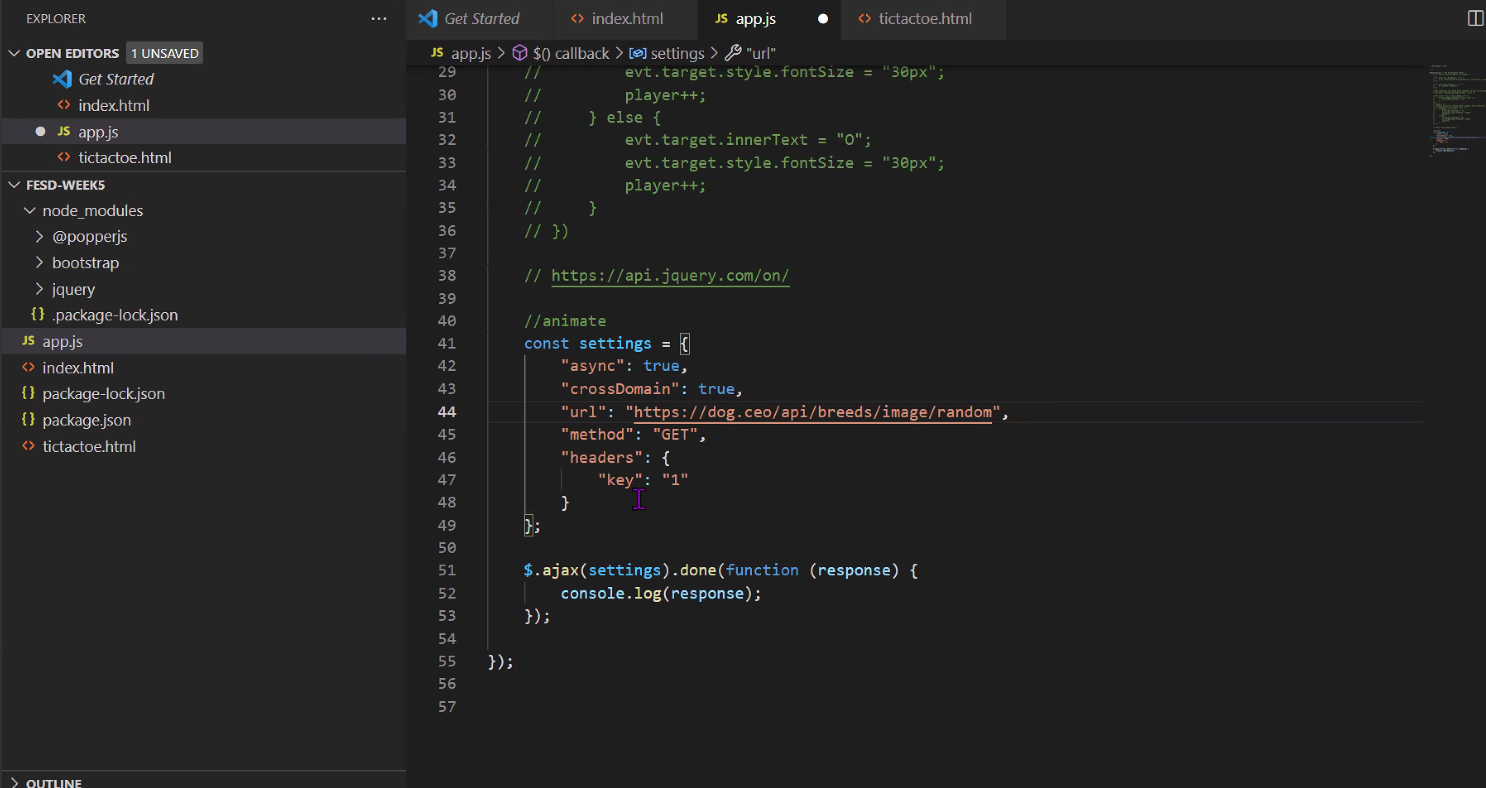 EXPLORER
OPEN EDITORS 1 UNSAVED
Get Started
index.html
JS app.js
tictactoe.html
FESD-WEEK5
node_modules
@popperjs
bootstrap
jquery
{} .package-lock.json
JS app.js
index.html
{} package-lock.json
{} package.json
tictactoe.html
OUTLINE
Get Started <> index.html JS app.js <> tictactoe.html
JS app.js > $() callback > settings > "url"
29 // evt.target.style.fontSize = "30px";
30 // player++;
31 // } else {
32 // evt.target.innerText = "O";
33 // evt.target.style.fontSize = "30px";
34 // player++;
35 // }
36 // })
37
38 // https://api.jquery.com/on/
39
40 //animate
41 const settings = {
42 "async": true,
43 "crossDomain": true,
44 "url": "https://dog.ceo/api/breeds/image/random",
45 "method": "GET",
46 "headers": {
47 "key": "1"
48 }
49 };
50
51 $.ajax(settings).done(function (response) {
52 console.log(response);
53 });
54
55 });
56
57